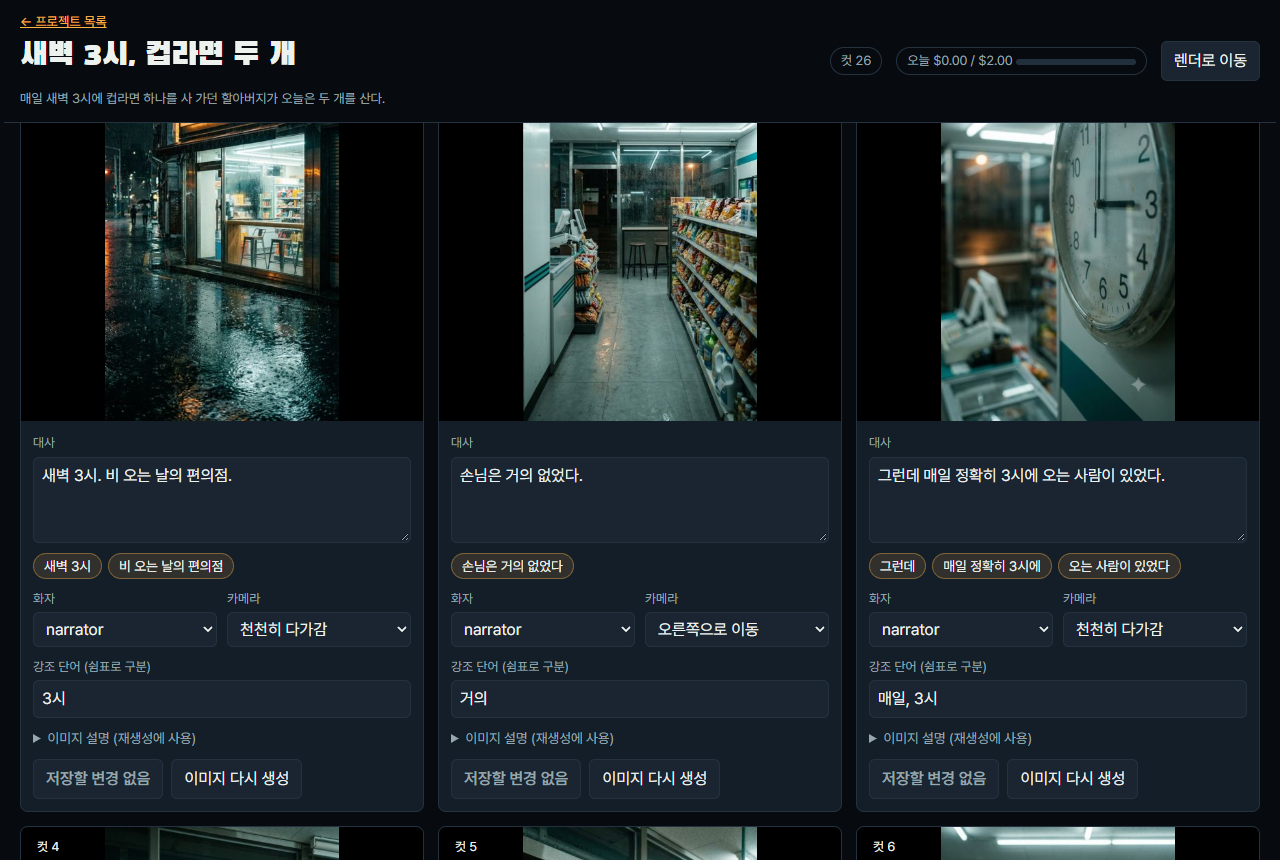 ← 프로젝트 목록
새벽 3시, 컵라면 두 개
컷 26
오늘 $0.00 / $2.00
렌더로 이동
매일 새벽 3시에 컵라면 하나를 사 가던 할아버지가 오늘은 두 개를 산다.
11
10
9
8
7
6
5
4
3
2
대사
새벽 3시. 비 오는 날의 편의점.
새벽 3시
비 오는 날의 편의점
화자
카메라
narrator
천천히 다가감
강조 단어 (쉼표로 구분)
3시
▶ 이미지 설명 (재생성에 사용)
저장할 변경 없음
이미지 다시 생성
대사
손님은 거의 없었다.
손님은 거의 없었다
화자
카메라
narrator
오른쪽으로 이동
강조 단어 (쉼표로 구분)
거의
▶ 이미지 설명 (재생성에 사용)
저장할 변경 없음
이미지 다시 생성
대사
그런데 매일 정확히 3시에 오는 사람이 있었다.
그런데
매일 정확히 3시에
오는 사람이 있었다
화자
카메라
narrator
천천히 다가감
강조 단어 (쉼표로 구분)
매일, 3시
▶ 이미지 설명 (재생성에 사용)
저장할 변경 없음
이미지 다시 생성
컷 4
컷 5
컷 6